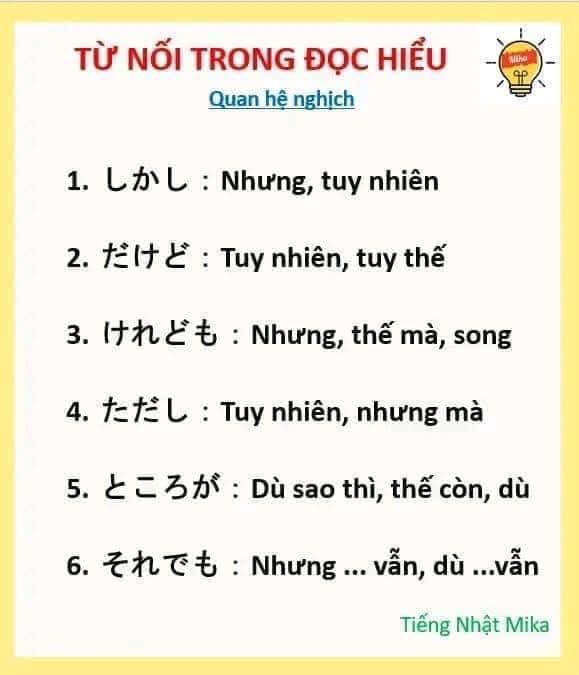 TỪ NỐI TRONG ĐỌC HIỂU
Mika
Quan hệ nghịch
1. しかし : Nhưng, tuy nhiên
2. だけど : Tuy nhiên, tuy thế
3. けれども : Nhưng, thế mà, song
4. ただし : Tuy nhiên, nhưng mà
5. ところが : Dù sao thì, thế còn, dù
6. それでも : Nhưng ... vẫn, dù ...vẫn
Tiếng Nhật Mika